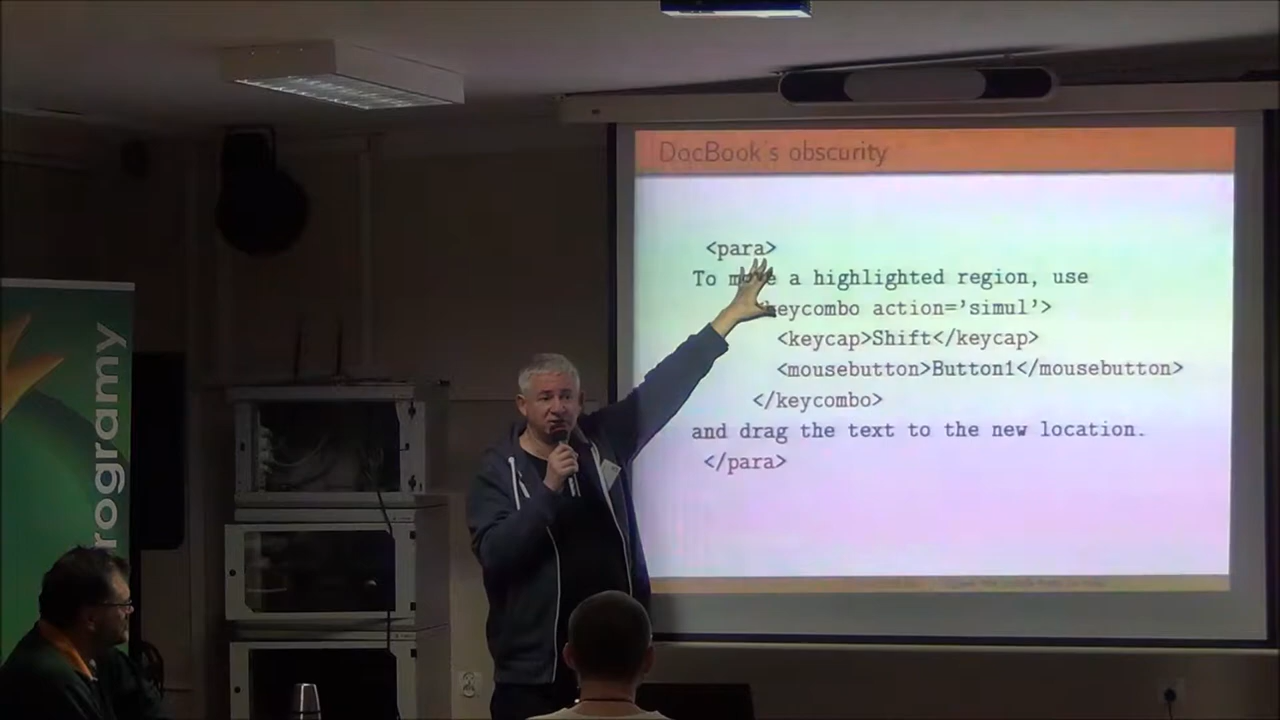 DocBook's obscurity
<para>
To move a highlighted region, use
keycombo action='simul'>
<keycap>Shift</keycap>
<mousebutton>Button1</mousebutton>
</keycombo>
and drag the text to the new location.
</para>
rogramy